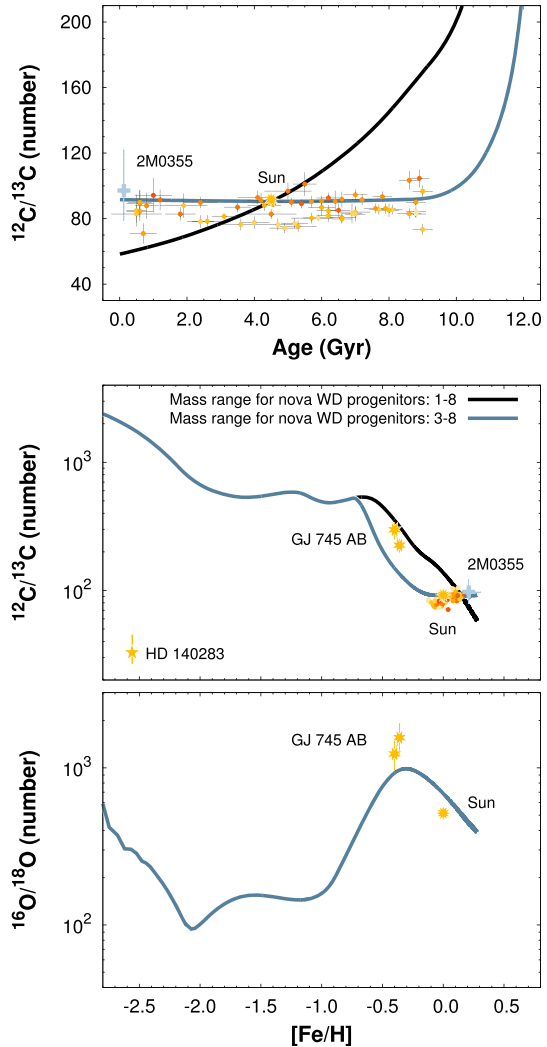 200
160
120
80
40
¹²C/¹³C (number)
2M0355
Sun
0.0 2.0 4.0 6.0 8.0 10.0 12.0
Age (Gyr)
Mass range for nova WD progenitors: 1-8
Mass range for nova WD progenitors: 3-8
10³
10²
¹²C/¹³C (number)
GJ 745 AB
2M0355
Sun
HD 140283
10³
10²
¹⁶O/¹⁸O (number)
GJ 745 AB
Sun
-2.5 -2.0 -1.5 -1.0 -0.5 0.0 0.5
[Fe/H]